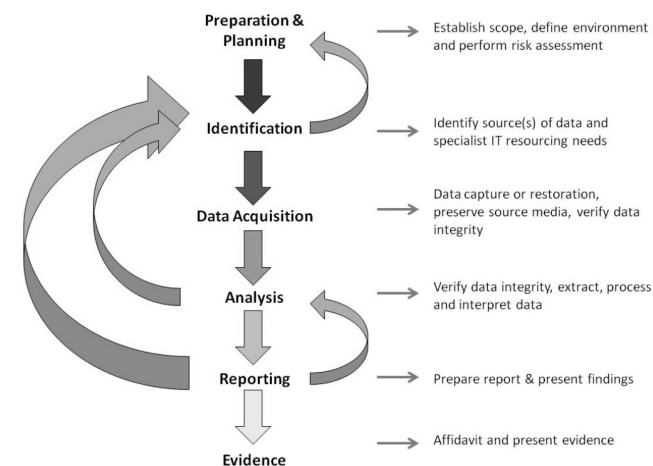 Preparation &
Planning
Establish scope, define environment
and perform risk assessment
Identification
Identify source(s) of data and
specialist IT resourcing needs
Data Acquisition
Data capture or restoration,
preserve source media, verify data
integrity
Analysis
Verify data integrity, extract, process
and interpret data
Reporting
Prepare report & present findings
Evidence
Affidavit and present evidence